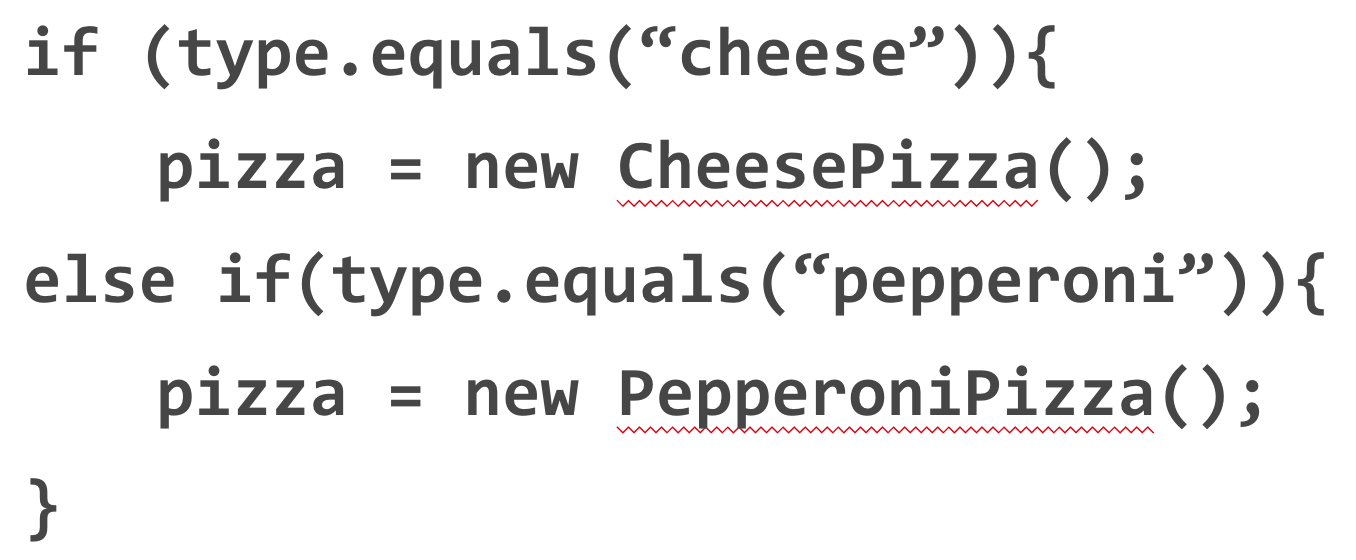 if (type.equals(“cheese”)){
    pizza = new CheesePizza();
else if(type.equals(“pepperoni”)){
    pizza = new PepperoniPizza();
}